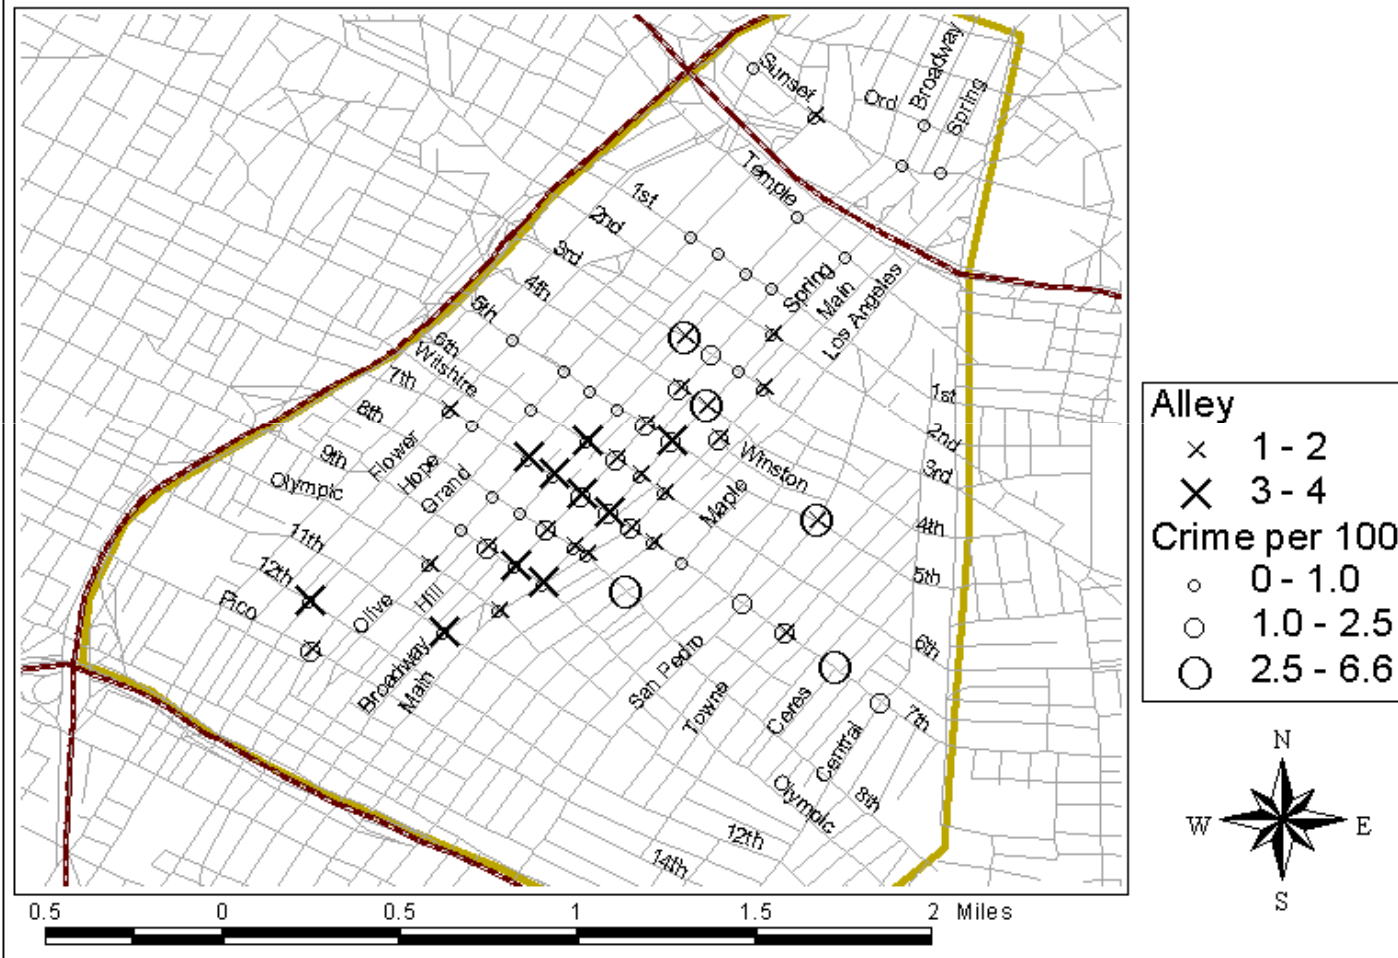 Sunset
Ord
Broadway
Spring
Temple
1st
2nd
3rd
4th
5th
6th
Wilshire
7th
8th
9th
Olympic
11th
12th
Pico
Flower
Hope
Grand
Olive
Hill
Broadway
Main
Spring
Main
Los Angeles
Winston
Maple
San Pedro
Towne
Ceres
Central
Olympic
1st
2nd
3rd
4th
5th
6th
7th
8th
12th
14th
Alley
1 - 2
3 - 4
Crime per 100
0 - 1.0
1.0 - 2.5
2.5 - 6.6
N
W E
S
0.5 0 0.5 1 1.5 2 Miles